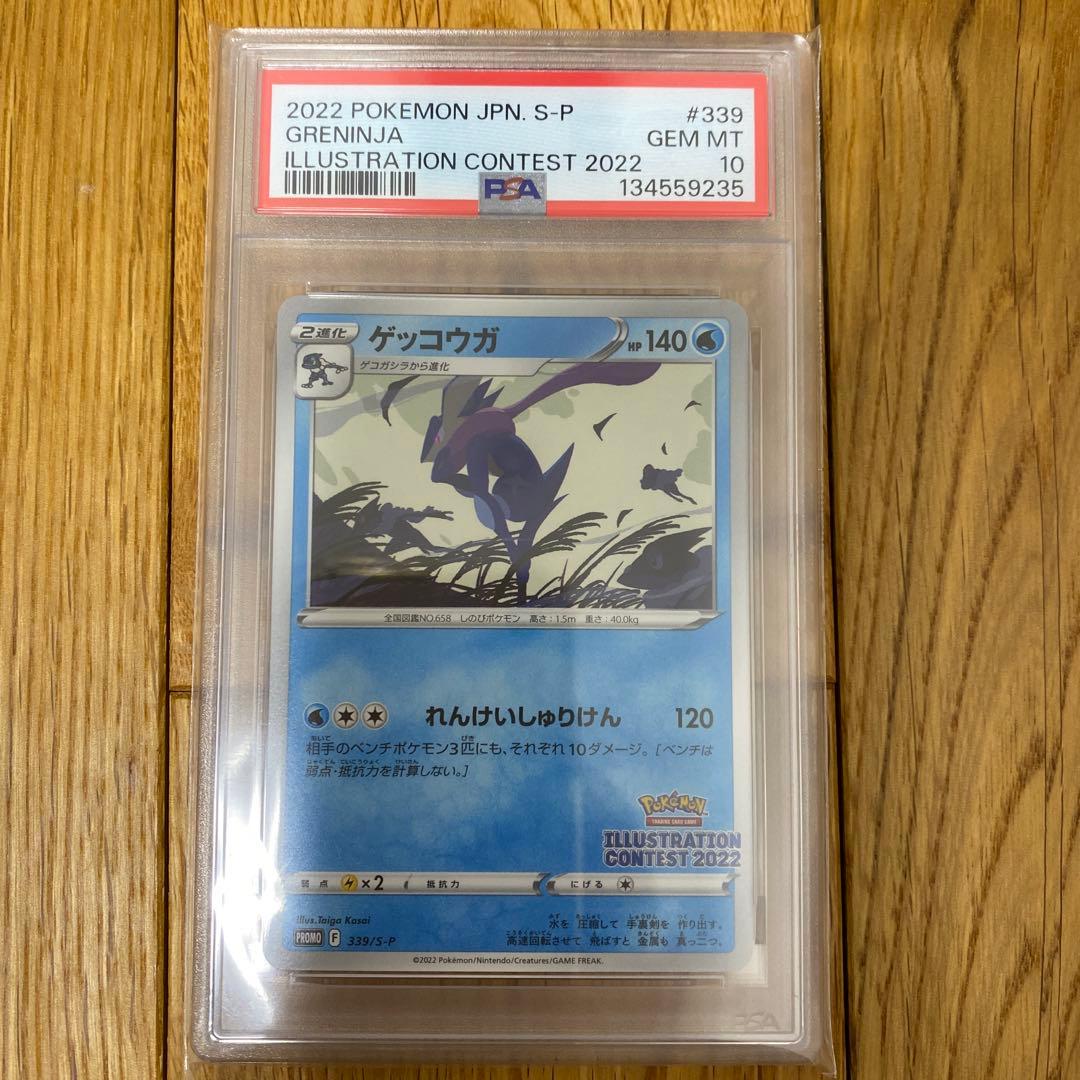 2022 POKEMON JPN. S-P #339
GRENINJA GEM MT
ILLUSTRATION CONTEST 2022 10
PSA 134559235
2進化 ゲッコウガ HP 140
ゲコガシラから進化
全国図鑑NO.658 しのびポケモン 高さ:1.5m 重さ:40.0kg
れんけいしゅりけん 120
相手のベンチポケモン3匹にも、それぞれ10ダメージ。[ベンチは
弱点・抵抗力を計算しない。]
POKéMON
TRADING CARD GAME
ILLUSTRATION
CONTEST 2022
弱点 ×2 抵抗力 にげる
Illus.Taiga Kasai
水を 圧縮して 手裏剣を 作り出す。
PROMO F 339/S-P 高速回転させて 飛ばすと 金属も 真っ二つ。
©2022 Pokémon/Nintendo/Creatures/GAME FREAK.
PSA